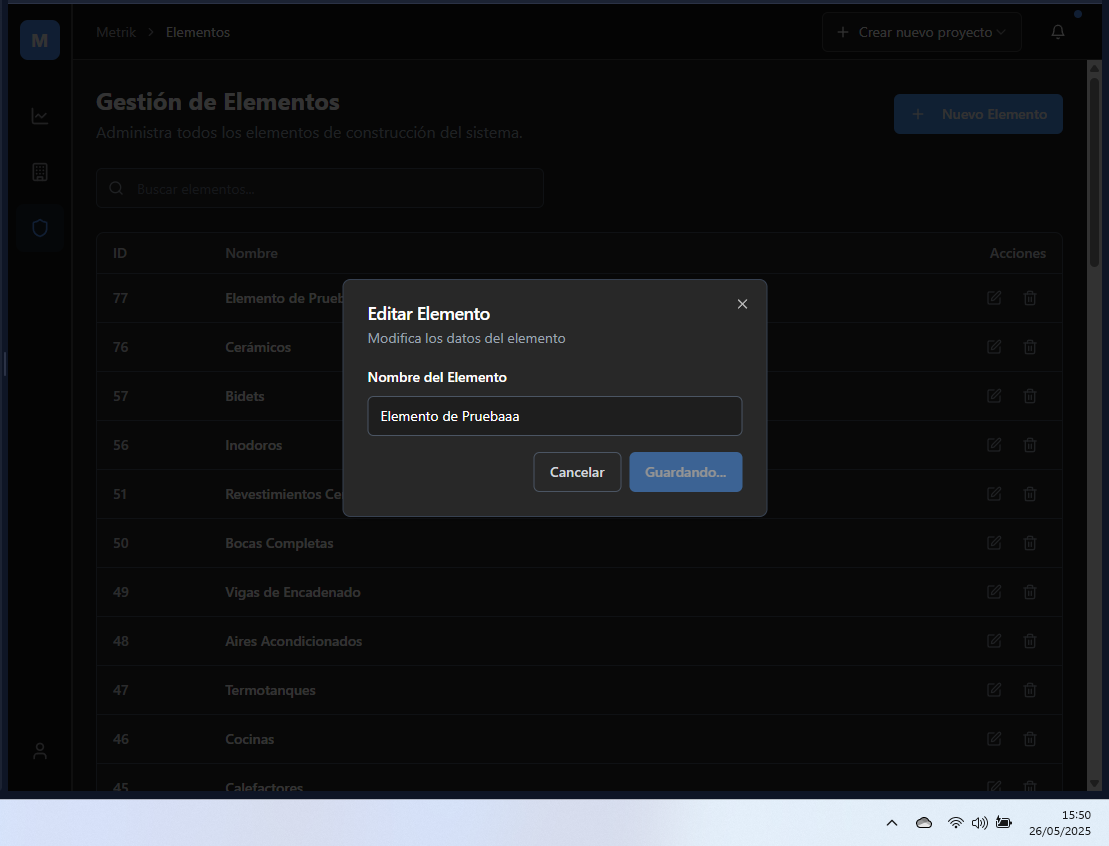 M
Metrik > Elementos
+ Crear nuevo proyecto
Gestión de Elementos
Administra todos los elementos de construcción del sistema.
+ Nuevo Elemento
Buscar elementos...
ID Nombre Acciones
77 Elemento de Prueb
76 Cerámicos
57 Bidets
56 Inodoros
51 Revestimientos Ce
50 Bocas Completas
49 Vigas de Encadenado
48 Aires Acondicionados
47 Termotanques
46 Cocinas
45 Calefactores
Editar Elemento
Modifica los datos del elemento
Nombre del Elemento
Elemento de Pruebaaa
Cancelar Guardando...
15:50
26/05/2025